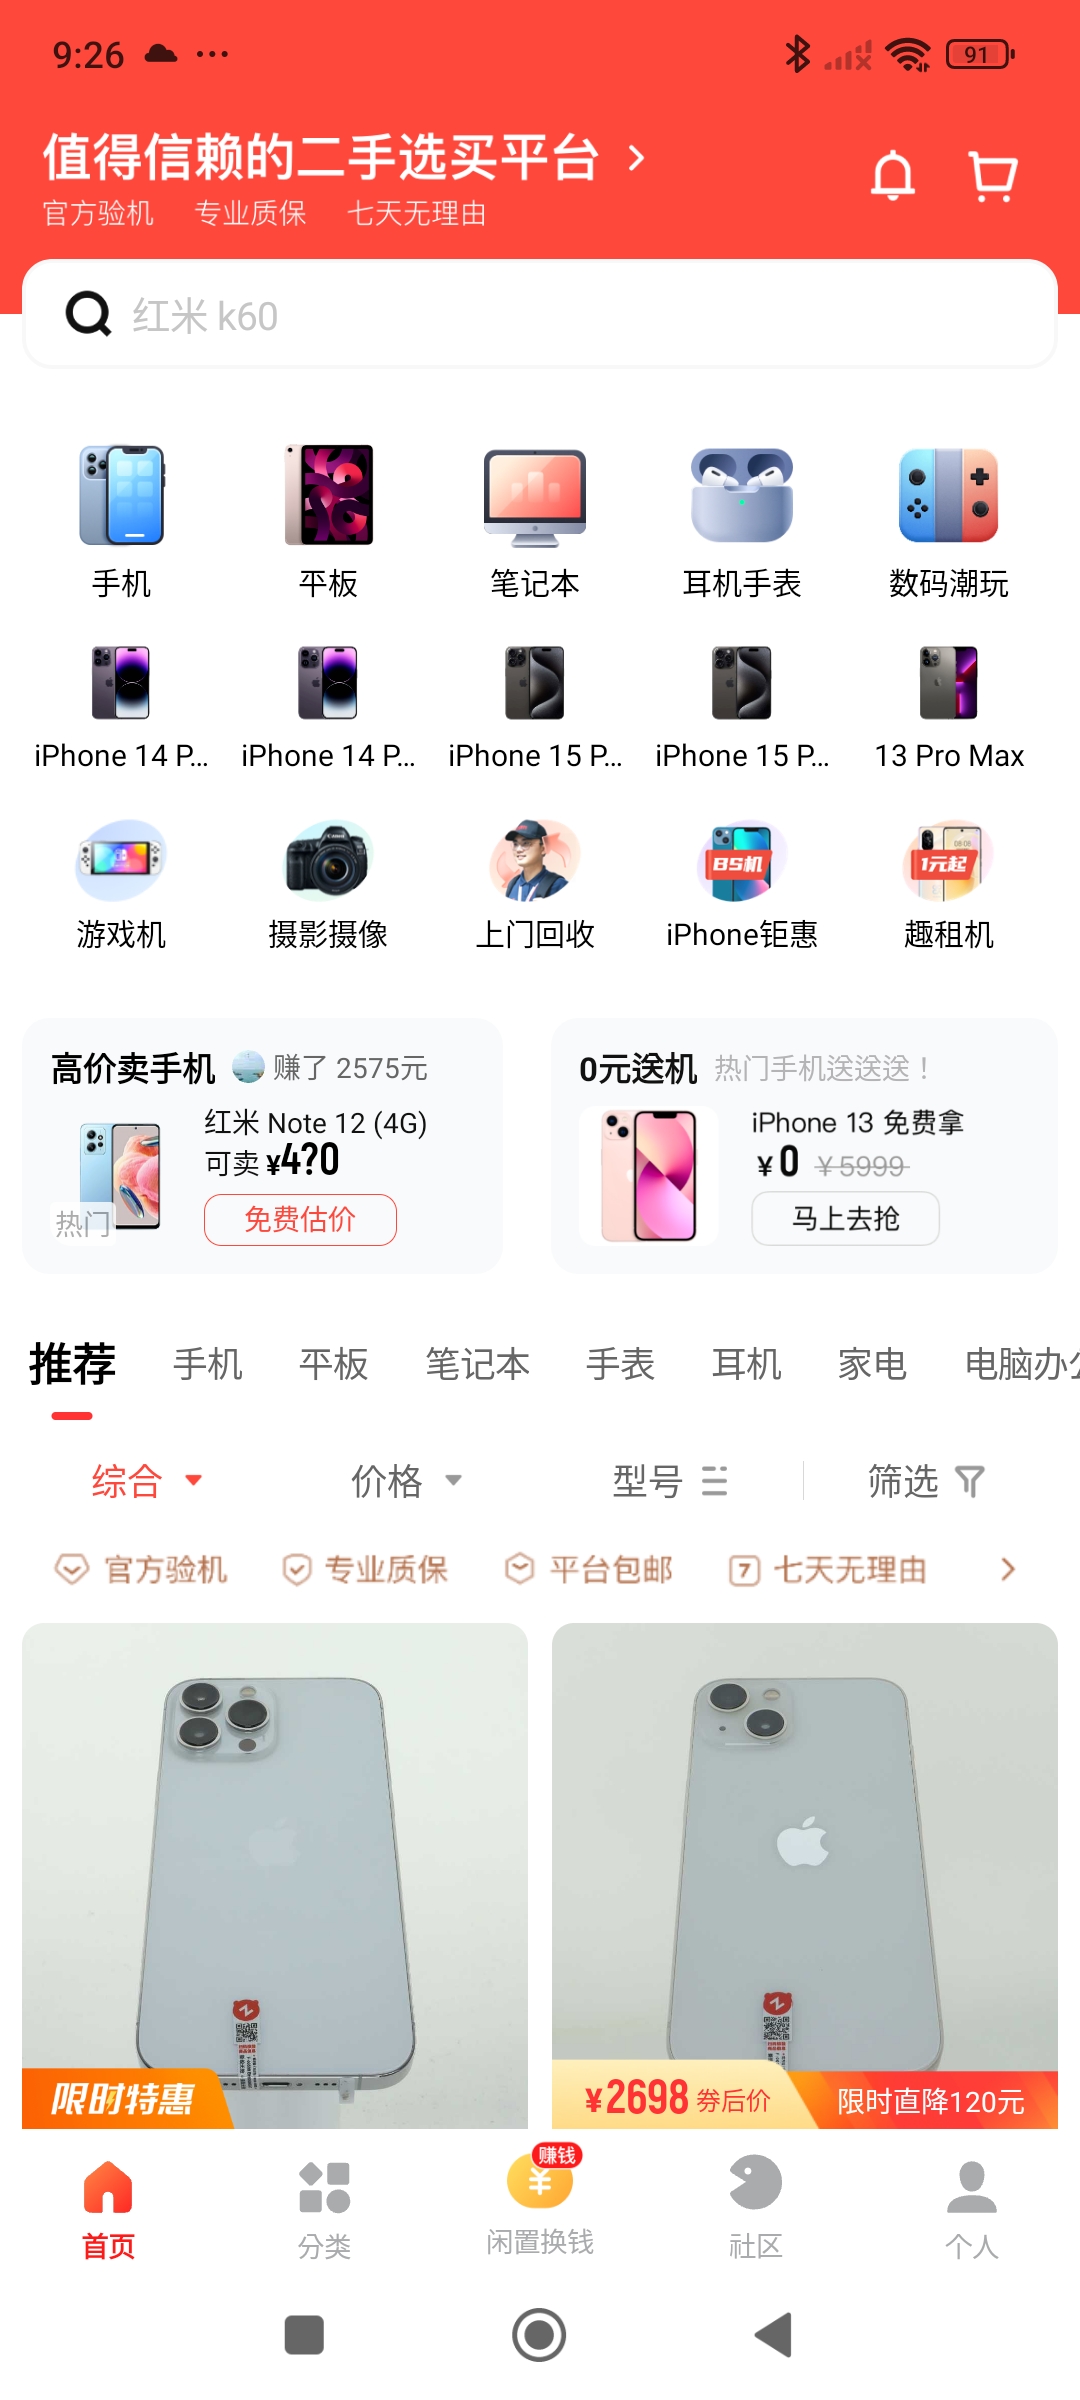 9:26
91
值得信赖的二手选买平台
官方验机 专业质保 七天无理由
红米 k60
手机 平板 笔记本 耳机手表 数码潮玩
iPhone 14 P... iPhone 14 P... iPhone 15 P... iPhone 15 P... 13 Pro Max
Canon 85机 1元起
游戏机 摄影摄像 上门回收 iPhone钜惠 趣租机
高价卖手机 赚了 2575元
红米 Note 12 (4G)
可卖 ¥4?0
热门
免费估价
0元送机 热门手机送送送！
iPhone 13 免费拿
¥0 ¥5999
马上去抢
推荐 手机 平板 笔记本 手表 耳机 家电 电脑办公
综合 价格 型号 筛选
官方验机 专业质保 平台包邮 7 七天无理由
限时特惠
¥2698 券后价 限时直降120元
赚钱
首页 分类 闲置换钱 社区 个人